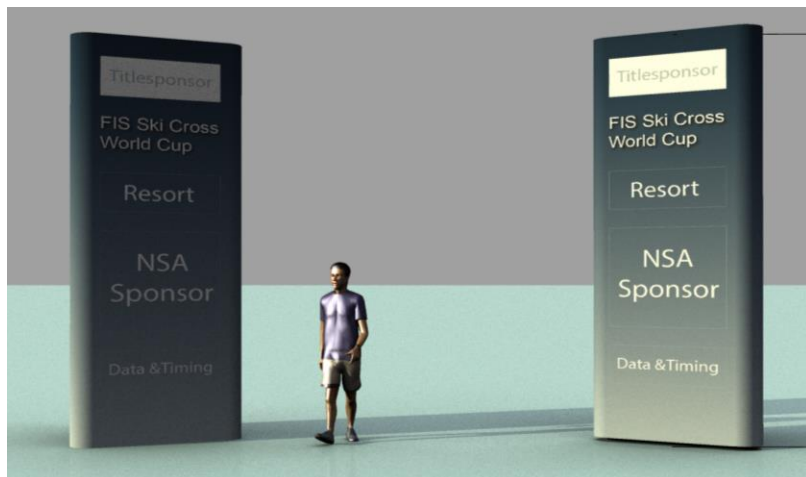 Titlesponsor
FIS Ski Cross
World Cup
Resort
NSA
Sponsor
Data &Timing
Titlesponsor
FIS Ski Cross
World Cup
Resort
NSA
Sponsor
Data &Timing